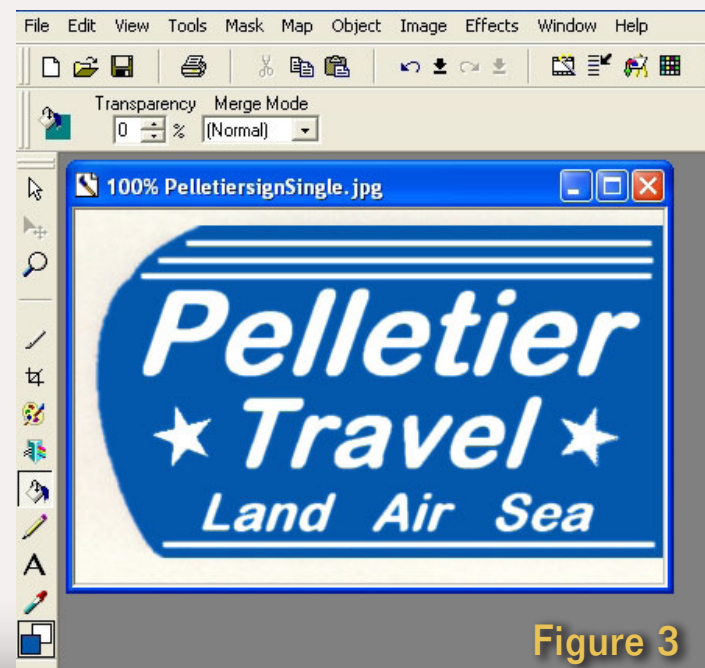 File Edit View Tools Mask Map Object Image Effects Window Help
Transparency Merge Mode
0 % (Normal)
100% PelletiersignSingle.jpg
Pelletier
Travel
Land Air Sea
A
Figure 3